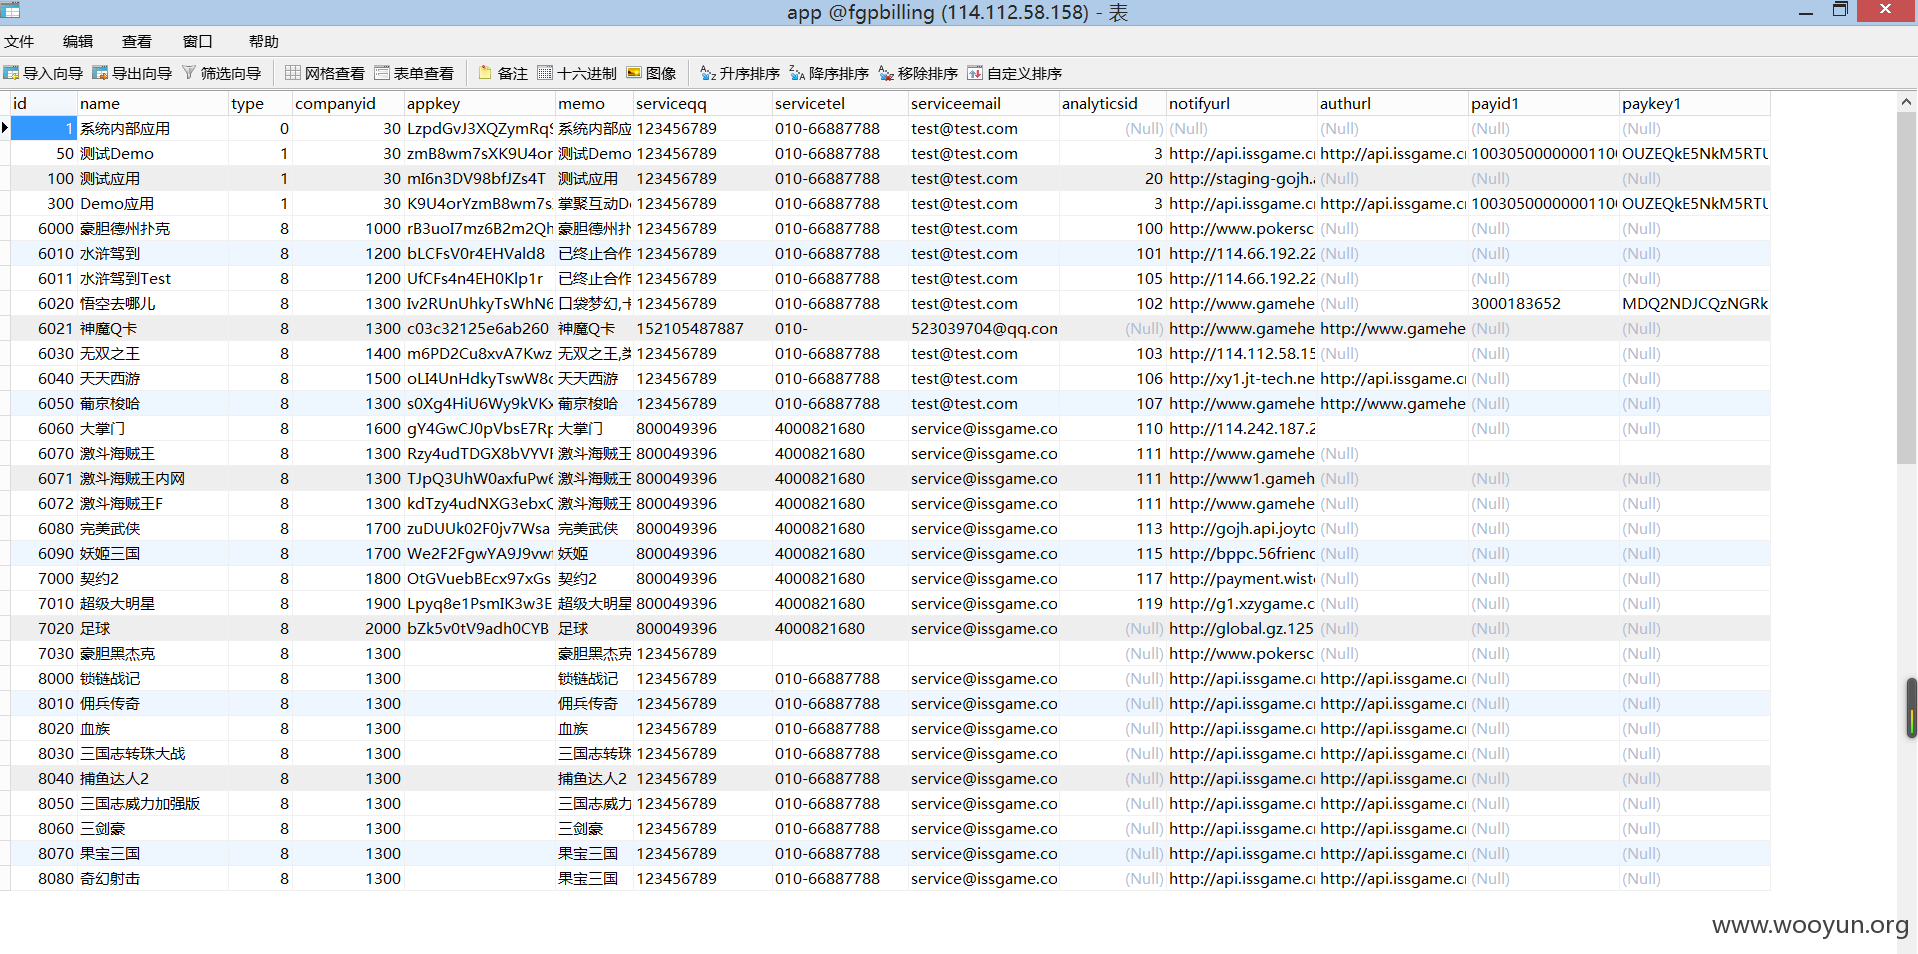 app @fgpbilling (114.112.58.158) - 表
文件 编辑 查看 窗口 帮助
导入向导 导出向导 筛选向导 网格查看 表单查看 备注 十六进制 图像 升序排序 降序排序 移除排序 自定义排序
id name type companyid appkey memo serviceqq servicetel serviceemail analyticsid notifyurl authurl payid1 paykey1
1 系统内部应用 0 30 LzpdGvJ3XQZymRqS 系统内部应 123456789 010-66887788 test@test.com (Null) (Null) (Null) (Null) (Null)
50 测试Demo 1 30 zmB8wm7sXK9U4or 测试Demo 123456789 010-66887788 test@test.com 3 http://api.issgame.c http://api.issgame.c 1003050000000110 OUZEQkE5NkM5RTU
100 测试应用 1 30 mI6n3DV98bfJZs4T 测试应用 123456789 010-66887788 test@test.com 20 http://staging-gojh. (Null) (Null) (Null)
300 Demo应用 1 30 K9U4orYzmB8wm7s 掌聚互动D 123456789 010-66887788 test@test.com 3 http://api.issgame.c http://api.issgame.c 1003050000000110 OUZEQkE5NkM5RTU
6000 豪胆德州扑克 8 1000 rB3uoI7mz6B2m2Qh 豪胆德州扑 123456789 010-66887788 test@test.com 100 http://www.pokersc (Null) (Null) (Null)
6010 水浒驾到 8 1200 bLCFsV0r4EHVald8 已终止合作 123456789 010-66887788 test@test.com 101 http://114.66.192.22 (Null) (Null) (Null)
6011 水浒驾到Test 8 1200 UfCFs4n4EH0Klp1r 已终止合作 123456789 010-66887788 test@test.com 105 http://114.66.192.22 (Null) (Null) (Null)
6020 悟空去哪儿 8 1300 Iv2RUnUhkyTsWhN6 口袋梦幻,卡 123456789 010-66887788 test@test.com 102 http://www.gamehe (Null) 3000183652 MDQ2NDJCQzNGRk
6021 神魔Q卡 8 1300 c03c32125e6ab260 神魔Q卡 152105487887 010- 523039704@qq.com (Null) http://www.gamehe http://www.gamehe (Null) (Null)
6030 无双之王 8 1400 m6PD2Cu8xvA7Kwz 无双之王,类 123456789 010-66887788 test@test.com 103 http://114.112.58.15 (Null) (Null) (Null)
6040 天天西游 8 1500 oLI4UnHdkyTswW8c 天天西游 123456789 010-66887788 test@test.com 106 http://xy1.jt-tech.ne http://api.issgame.c (Null) (Null)
6050 葡京梭哈 8 1300 s0Xg4HiU6Wy9kVKx 葡京梭哈 123456789 010-66887788 test@test.com 107 http://www.gamehe http://www.gamehe (Null) (Null)
6060 大掌门 8 1600 gY4GwCJ0pVbsE7Rp 大掌门 800049396 4000821680 service@issgame.co 110 http://114.242.187.2 (Null) (Null)
6070 激斗海贼王 8 1300 Rzy4udTDGX8bVYVF 激斗海贼王 800049396 4000821680 service@issgame.co 111 http://www.gamehe (Null)
6071 激斗海贼王内网 8 1300 TJpQ3UhW0axfuPw6 激斗海贼王 800049396 4000821680 service@issgame.co 111 http://www1.gameh (Null) (Null) (Null)
6072 激斗海贼王F 8 1300 kdTzy4udNXG3ebxC 激斗海贼王 800049396 4000821680 service@issgame.co 111 http://www.gamehe (Null) (Null) (Null)
6080 完美武侠 8 1700 zuDUUk02F0jv7Wsa 完美武侠 800049396 4000821680 service@issgame.co 113 http://gojh.api.joyto (Null) (Null) (Null)
6090 妖姬三国 8 1700 We2F2FgwYA9J9vw 妖姬 800049396 4000821680 service@issgame.co 115 http://bppc.56frienc (Null) (Null) (Null)
7000 契约2 8 1800 OtGVuebBEcx97xGs 契约2 800049396 4000821680 service@issgame.co 117 http://payment.wist (Null) (Null) (Null)
7010 超级大明星 8 1900 Lpyq8e1PsmIK3w3E 超级大明星 800049396 4000821680 service@issgame.co 119 http://g1.xzygame.c (Null) (Null) (Null)
7020 足球 8 2000 bZk5v0tV9adh0CYB 足球 800049396 4000821680 service@issgame.co (Null) http://global.gz.125 (Null) (Null) (Null)
7030 豪胆黑杰克 8 1300 豪胆黑杰克 123456789 (Null) http://www.pokersc (Null) (Null) (Null)
8000 锁链战记 8 1300 锁链战记 123456789 010-66887788 service@issgame.co (Null) http://api.issgame.c http://api.issgame.c (Null) (Null)
8010 佣兵传奇 8 1300 佣兵传奇 123456789 010-66887788 service@issgame.co (Null) http://api.issgame.c http://api.issgame.c (Null) (Null)
8020 血族 8 1300 血族 123456789 010-66887788 service@issgame.co (Null) http://api.issgame.c http://api.issgame.c (Null) (Null)
8030 三国志转珠大战 8 1300 三国志转珠 123456789 010-66887788 service@issgame.co (Null) http://api.issgame.c http://api.issgame.c (Null) (Null)
8040 捕鱼达人2 8 1300 捕鱼达人2 123456789 010-66887788 service@issgame.co (Null) http://api.issgame.c http://api.issgame.c (Null) (Null)
8050 三国志威力加强版 8 1300 三国志威力 123456789 010-66887788 service@issgame.co (Null) http://api.issgame.c http://api.issgame.c (Null) (Null)
8060 三剑豪 8 1300 三剑豪 123456789 010-66887788 service@issgame.co (Null) http://api.issgame.c http://api.issgame.c (Null) (Null)
8070 果宝三国 8 1300 果宝三国 123456789 010-66887788 service@issgame.co (Null) http://api.issgame.c http://api.issgame.c (Null) (Null)
8080 奇幻射击 8 1300 果宝三国 123456789 010-66887788 service@issgame.co (Null) http://api.issgame.c http://api.issgame.c (Null) (Null)
www.wooyun.org